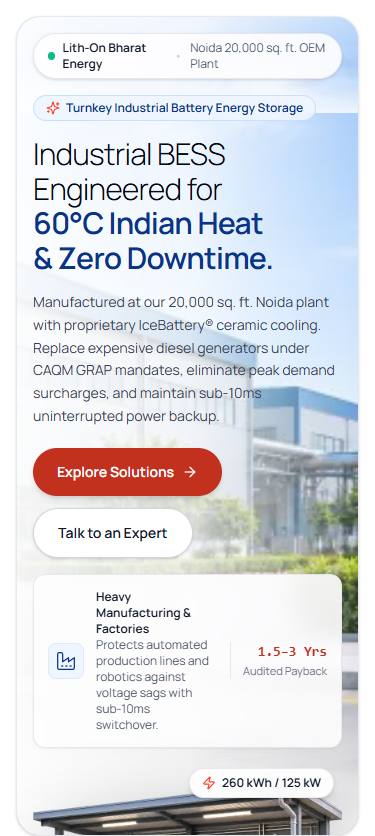 Lith-On Bharat
Energy
Noida 20,000 sq. ft. OEM
Plant
Turnkey Industrial Battery Energy Storage
Industrial BESS
Engineered for
60°C Indian Heat
& Zero Downtime.
Manufactured at our 20,000 sq. ft. Noida plant
with proprietary IceBattery® ceramic cooling.
Replace expensive diesel generators under
CAQM GRAP mandates, eliminate peak demand
surcharges, and maintain sub-10ms
uninterrupted power backup.
Explore Solutions →
Talk to an Expert
Heavy
Manufacturing &
Factories
Protects automated
production lines and
robotics against
voltage sags with
sub-10ms
switchover.
1.5–3 Yrs
Audited Payback
260 kWh / 125 kW